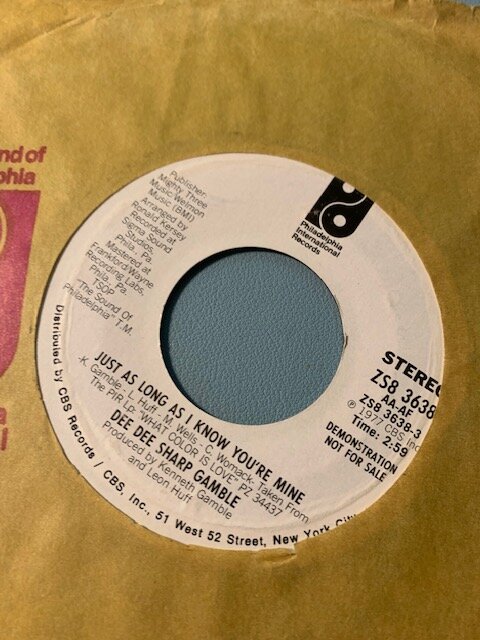 nd of
phia
a
l
Publisher:
Mighty Three
Music/Welmon
Music (BMI)
Arranged by
Ronald Kersey
Recorded at
Sigma Sound
Studios,
Phila., Pa.
Mastered at
Frankford/Wayne
Recording Labs,
Phila., Pa.
TSOP
"The Sound Of
Philadelphia" T.M.
Philadelphia
International
Records
STEREO
ZS8 3638
AA-AF
ZS8 3638-3
℗ 1977 CBS Inc.
Time: 2:59
DEMONSTRATION
NOT FOR SALE
JUST AS LONG AS I KNOW YOU'RE MINE
-K. Gamble- L. Huff - M. Wells - C. Womack- Taken From
The PIR LP: "WHAT COLOR IS LOVE" PZ 34437
DEE DEE SHARP GAMBLE
Produced by Kenneth Gamble
and Leon Huff
Distributed by CBS Records / CBS, Inc., 51 West 52 Street, New York City